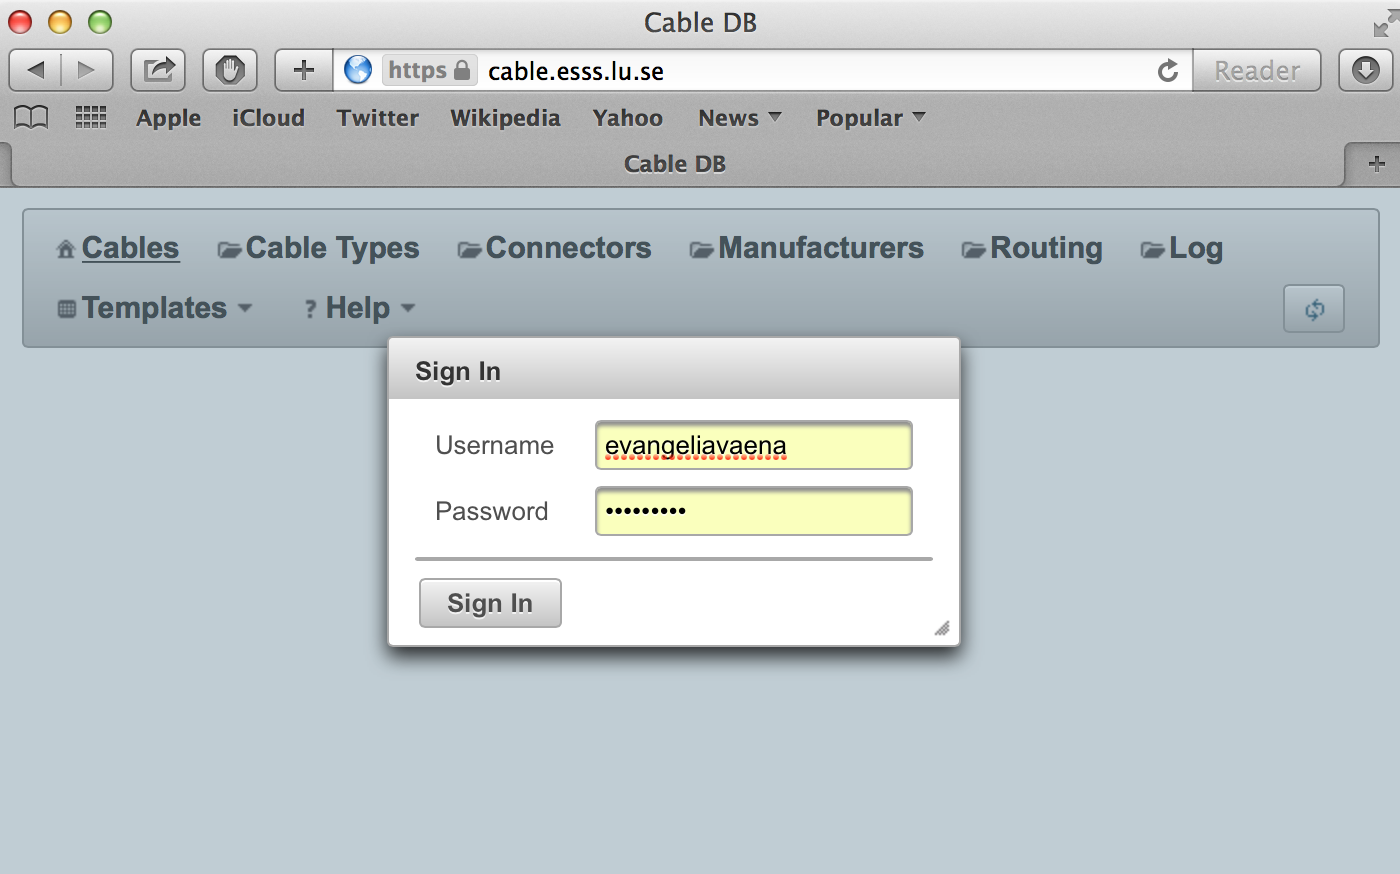 Cable DB
https cable.esss.lu.se Reader
Apple iCloud Twitter Wikipedia Yahoo News Popular
Cable DB
Cables Cable Types Connectors Manufacturers Routing Log
Templates ? Help
Sign In
Username evangeliavaena
Password •••••••••
Sign In